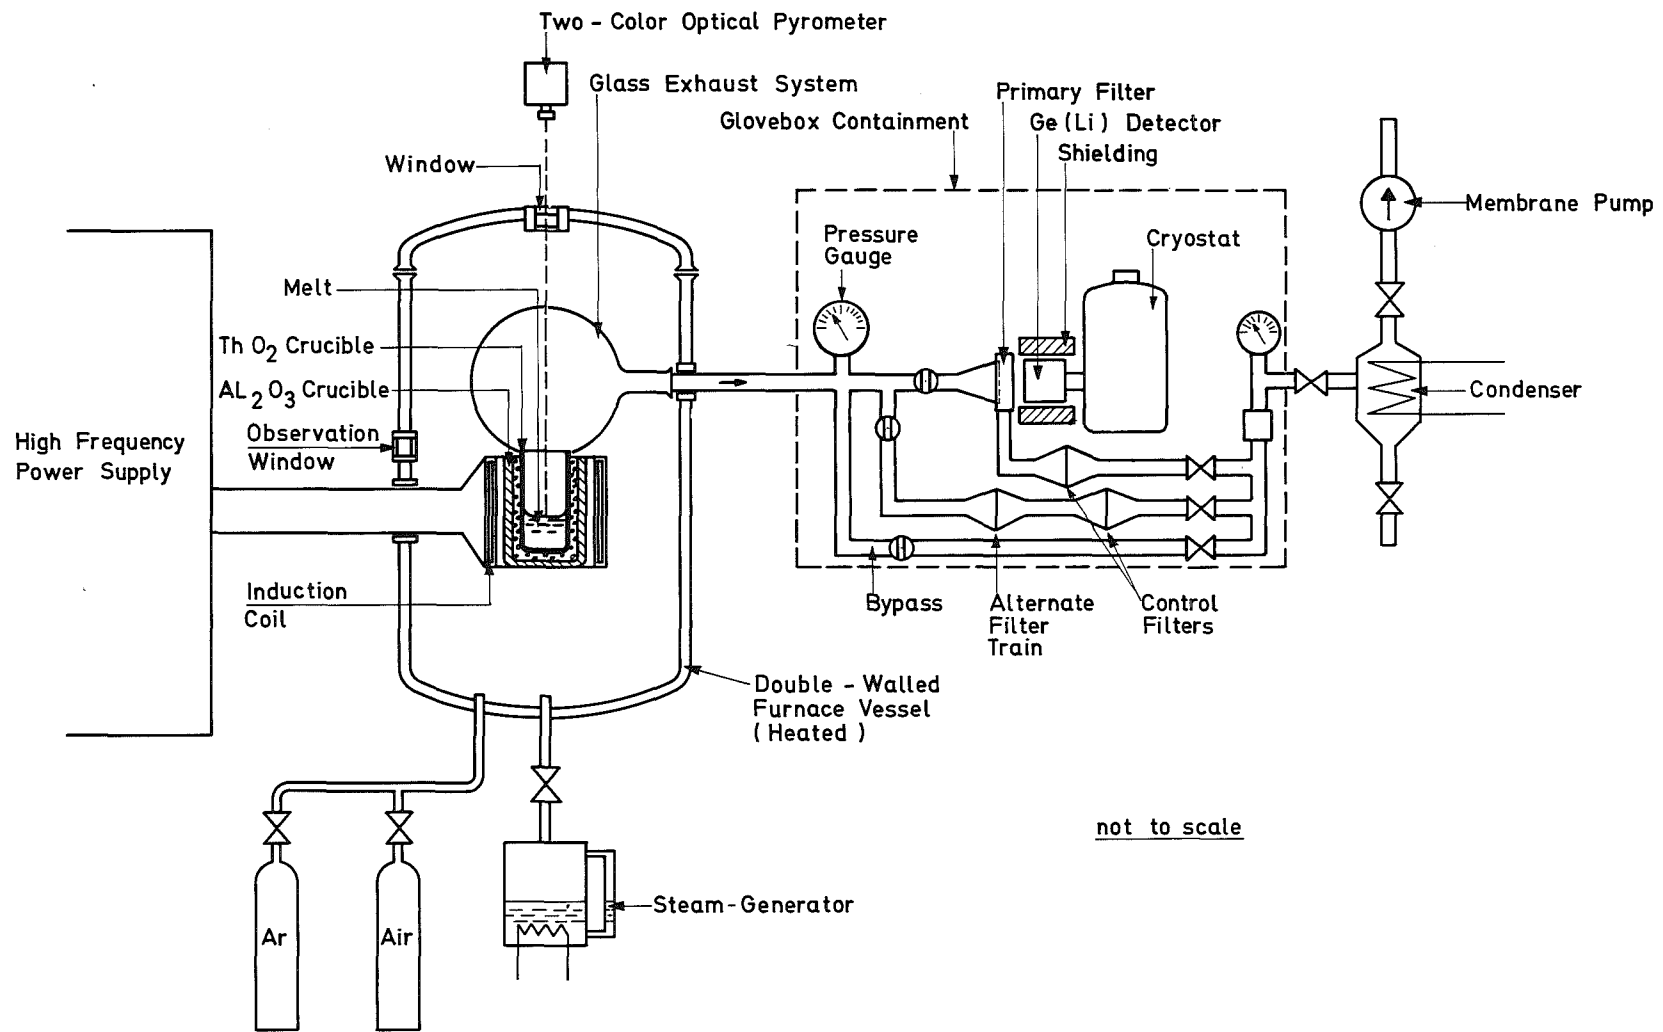 Two - Color Optical Pyrometer
Glass Exhaust System
Primary Filter
Glovebox Containment
Ge (Li) Detector
Shielding
Window
Membrane Pump
Pressure
Gauge
Cryostat
Melt
Th O2 Crucible
AL2O3 Crucible
Condenser
Observation
Window
High Frequency
Power Supply
Induction
Coil
Bypass
Alternate
Filter
Train
Control
Filters
Double - Walled
Furnace Vessel
( Heated )
not to scale
Steam-Generator
Ar
Air